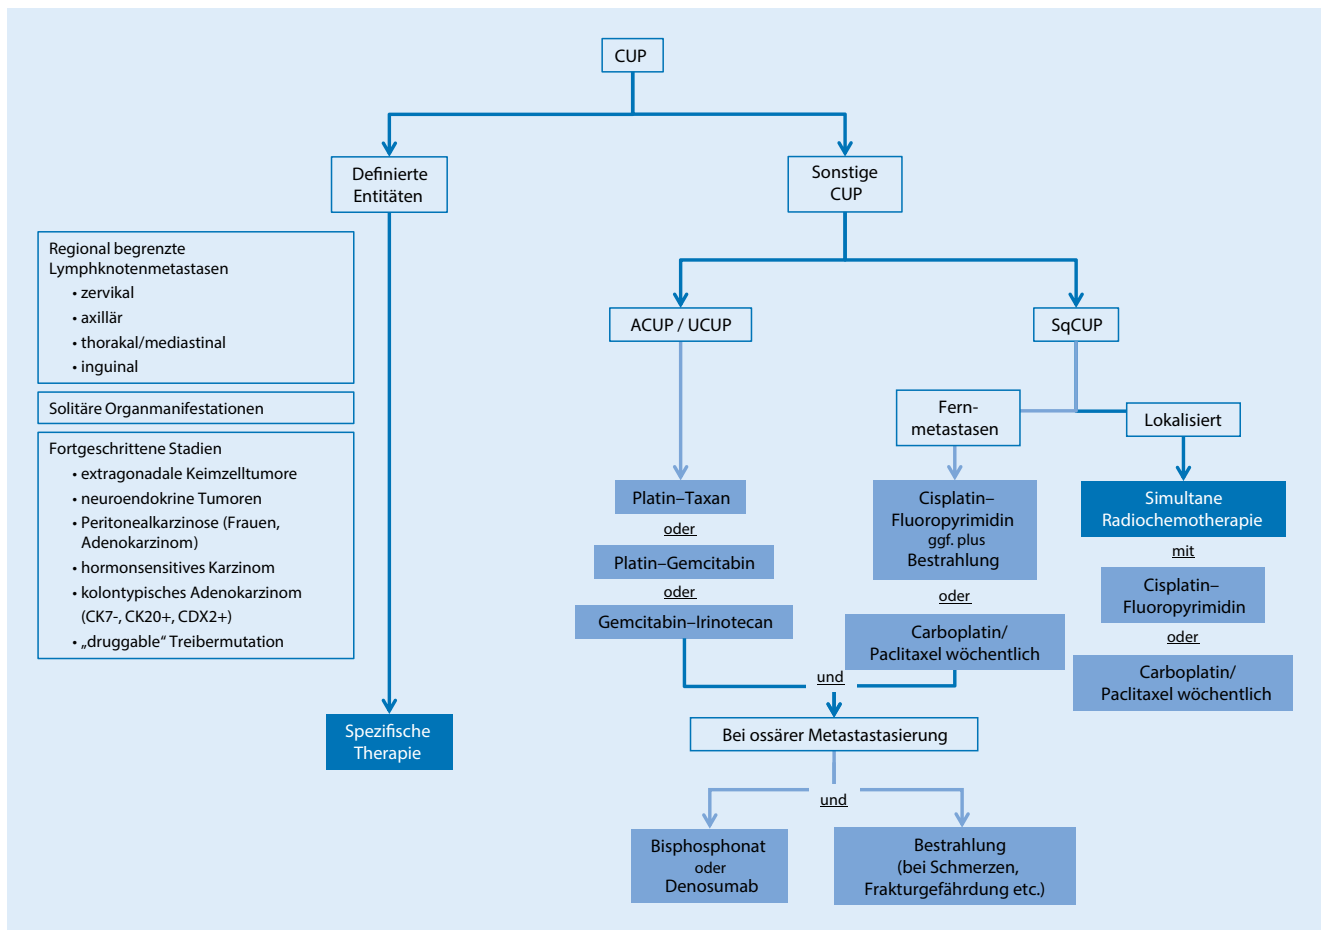 CUP
Definierte
Entitäten
Sonstige
CUP
Regional begrenzte
Lymphknotenmetastasen
• zervikal
• axillär
• thorakal/mediastinal
• inguinal
Solitäre Organmanifestationen
Fortgeschrittene Stadien
• extragonadale Keimzelltumore
• neuroendokrine Tumoren
• Peritonealkarzinose (Frauen,
Adenokarzinom)
• hormonsensitives Karzinom
• kolontypisches Adenokarzinom
(CK7-, CK20+, CDX2+)
• „druggable“ Treibermutation
Spezifische
Therapie
ACUP / UCUP
SqCUP
Platin–Taxan
oder
Platin–Gemcitabin
oder
Gemcitabin–Irinotecan
Fern-
metastasen
Cisplatin–
Fluoropyrimidin
ggf. plus
Bestrahlung
oder
Carboplatin/
Paclitaxel wöchentlich
Lokalisiert
Simultane
Radiochemotherapie
mit
Cisplatin–
Fluoropyrimidin
oder
Carboplatin/
Paclitaxel wöchentlich
und
Bei ossärer Metastastasierung
und
Bisphosphonat
oder
Denosumab
Bestrahlung
(bei Schmerzen,
Frakturgefährdung etc.)